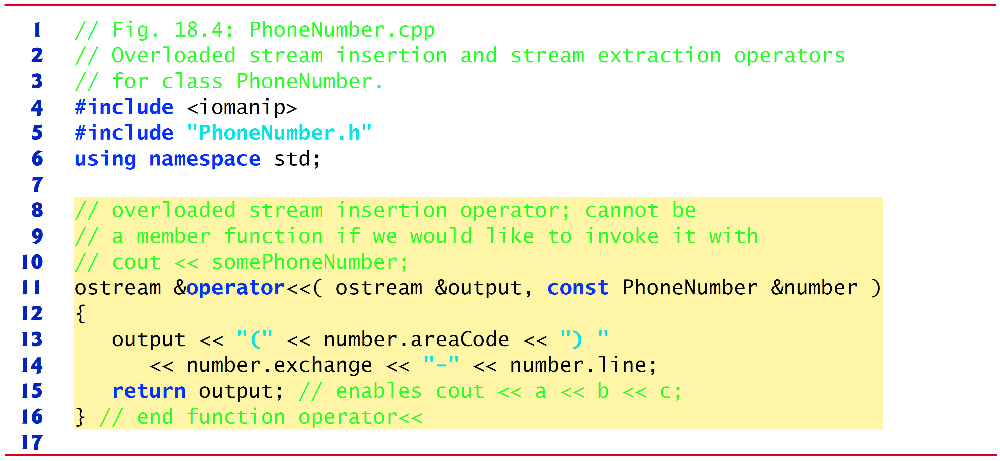 1 // Fig. 18.4: PhoneNumber.cpp
2 // Overloaded stream insertion and stream extraction operators
3 // for class PhoneNumber.
4 #include <iomanip>
5 #include "PhoneNumber.h"
6 using namespace std;
7
8 // overloaded stream insertion operator; cannot be
9 // a member function if we would like to invoke it with
10 // cout << somePhoneNumber;
11 ostream &operator<<( ostream &output, const PhoneNumber &number )
12 {
13    output << "(" << number.areaCode << ") "
14       << number.exchange << "-" << number.line;
15    return output; // enables cout << a << b << c;
16 } // end function operator<<
17